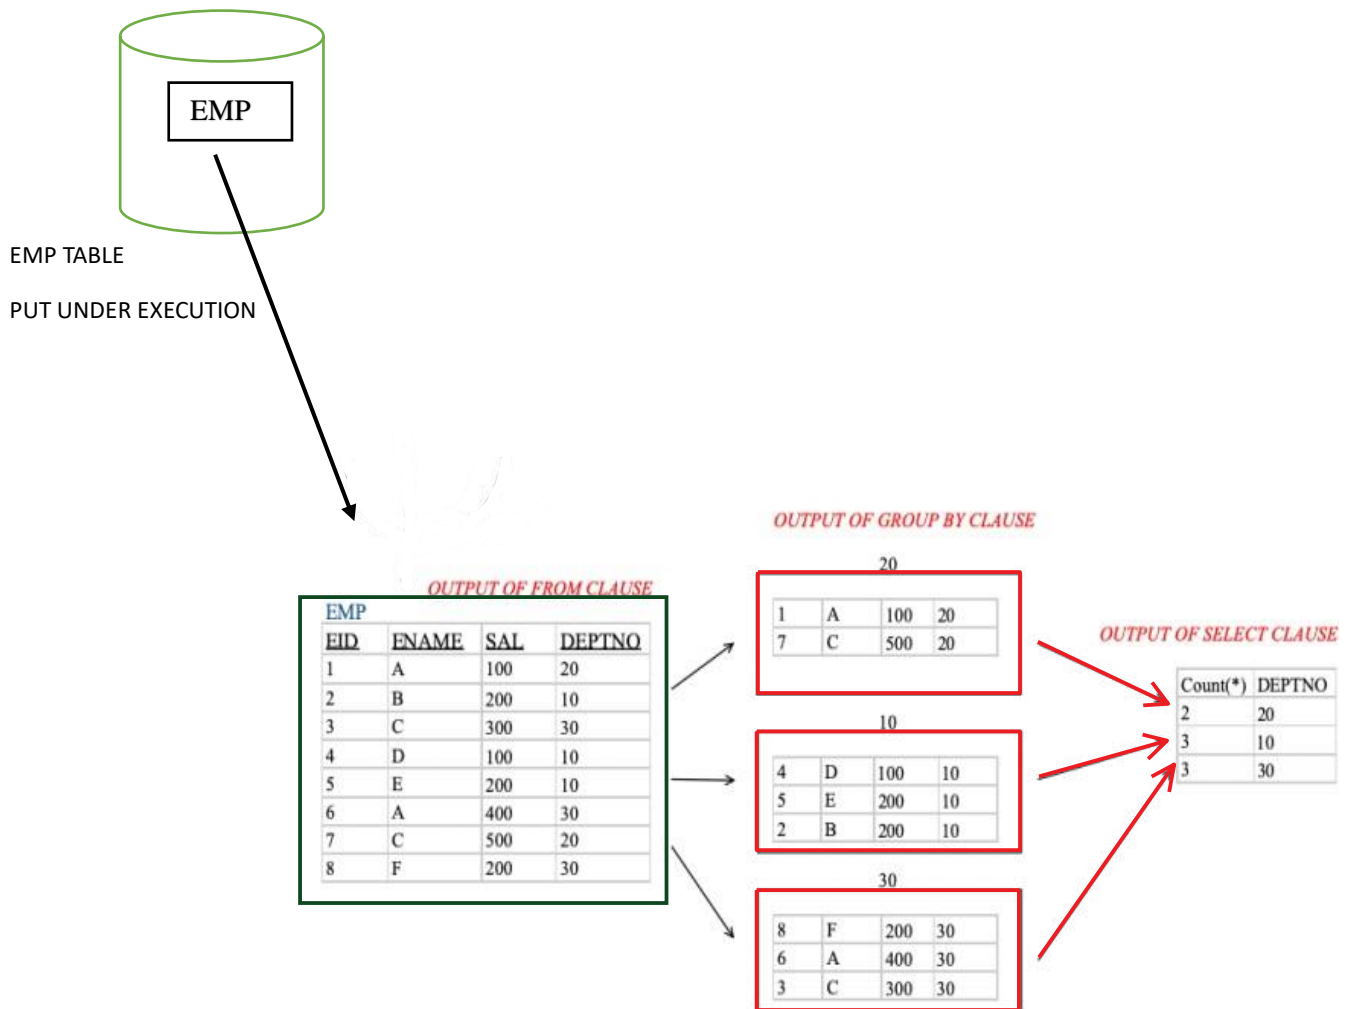 EMP
EMP TABLE
PUT UNDER EXECUTION
OUTPUT OF FROM CLAUSE
EMP
EID ENAME SAL DEPTNO
1 A 100 20
2 B 200 10
3 C 300 30
4 D 100 10
5 E 200 10
6 A 400 30
7 C 500 20
8 F 200 30
OUTPUT OF GROUP BY CLAUSE
20
1 A 100 20
7 C 500 20
10
4 D 100 10
5 E 200 10
2 B 200 10
30
8 F 200 30
6 A 400 30
3 C 300 30
OUTPUT OF SELECT CLAUSE
Count(*) DEPTNO
2 20
3 10
3 30